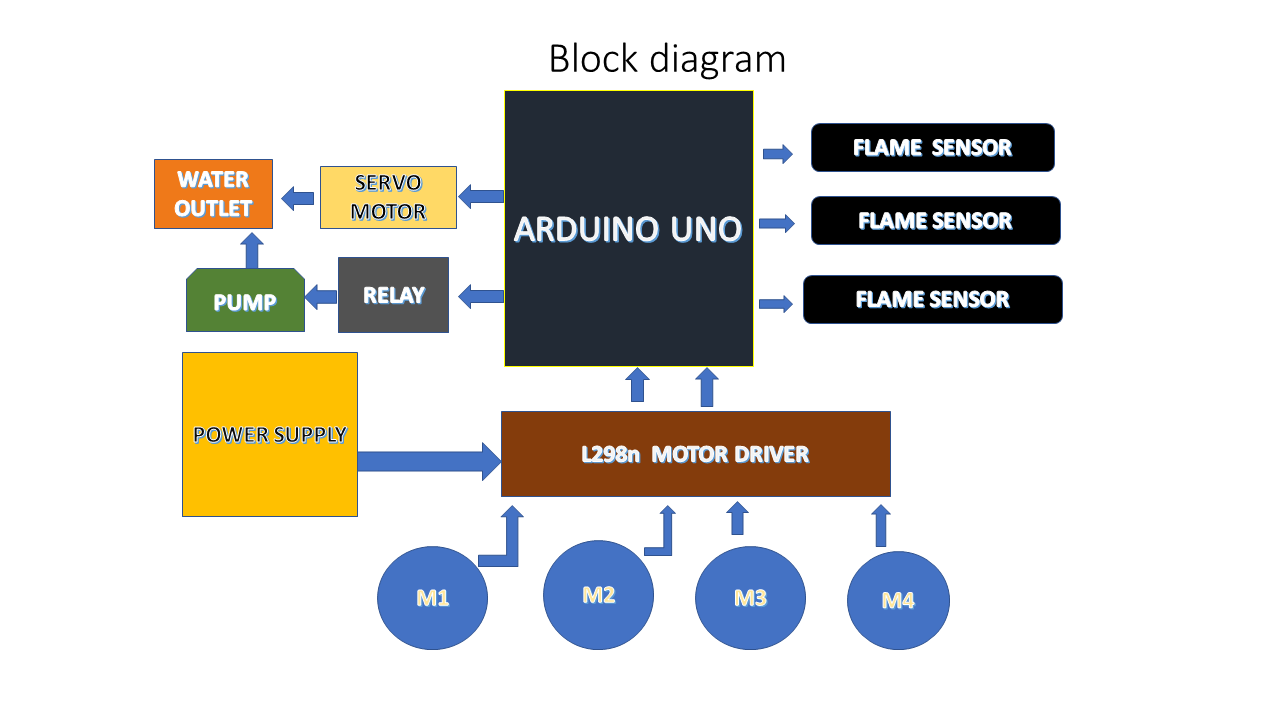 Block diagram
FLAME SENSOR
WATER
OUTLET
SERVO
MOTOR
ARDUINO UNO
FLAME SENSOR
PUMP
RELAY
FLAME SENSOR
POWER SUPPLY
L298n MOTOR DRIVER
M1
M2
M3
M4